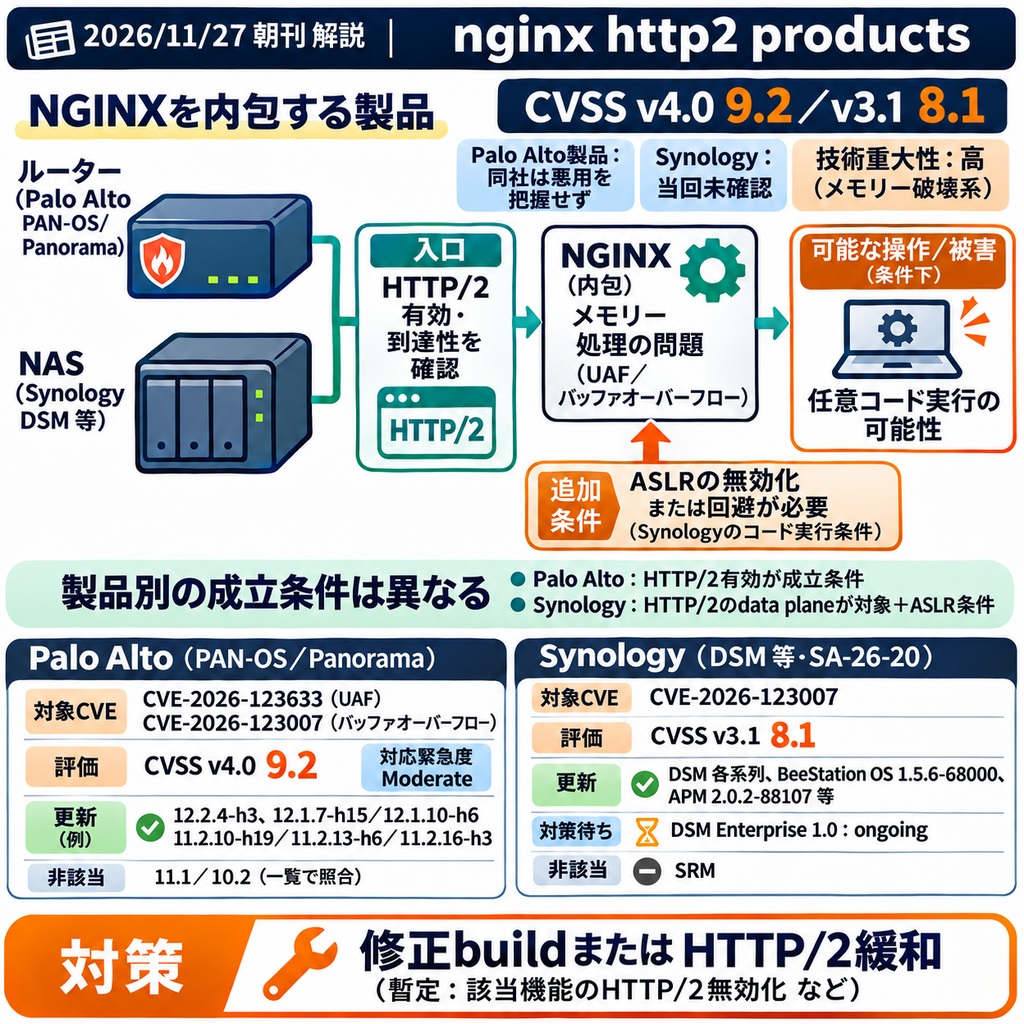 2026/11/27 朝刊 解説
nginx http2 products
NGINXを内包する製品
CVSS v4.0 9.2／v3.1 8.1
Palo Alto製品：
同社は悪用を
把握せず
Synology：
当回未確認
技術重大性：高
（メモリー破壊系）
ルーター
（Palo Alto
PAN-OS/
Panorama）
NAS
（Synology
DSM 等）
入口
HTTP/2
有効・
到達性を
確認
HTTP/2
NGINX
（内包）
メモリー
処理の問題
（UAF／
バッファオーバーフロー）
可能な操作／被害
（条件下）
任意コード実行の
可能性
追加
条件
ASLRの無効化
または回避が必要
（Synologyのコード実行条件）
製品別の成立条件は異なる
● Palo Alto：HTTP/2有効が成立条件
● Synology：HTTP/2のdata planeが対象＋ASLR条件
Palo Alto（PAN-OS／Panorama）
対象CVE
CVE-2026-123633（UAF）
CVE-2026-123007（バッファオーバーフロー）
評価
CVSS v4.0 9.2
対応緊急度
Moderate
更新
（例）
12.2.4-h3、12.1.7-h15／12.1.10-h6
11.2.10-h19／11.2.13-h6／11.2.16-h3
非該当
11.1／10.2（一覧で照合）
Synology（DSM 等・SA-26-20）
対象CVE
CVE-2026-123007
評価
CVSS v3.1 8.1
更新
DSM 各系列、BeeStation OS 1.5.6-68000、
APM 2.0.2-88107 等
対策待ち
DSM Enterprise 1.0：ongoing
非該当
SRM
対策
修正buildまたは HTTP/2緩和
（暫定：該当機能のHTTP/2無効化 など）